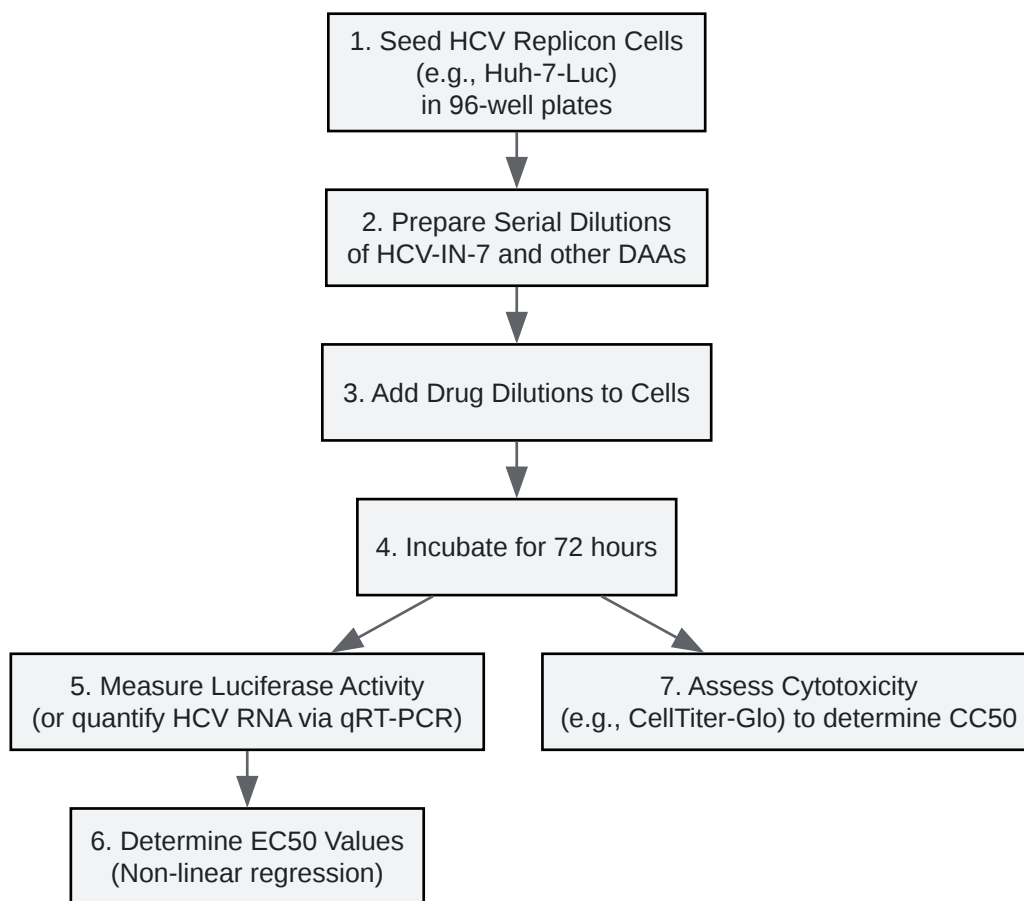 1. Seed HCV Replicon Cells
(e.g., Huh-7-Luc)
in 96-well plates
2. Prepare Serial Dilutions
of HCV-IN-7 and other DAAs
3. Add Drug Dilutions to Cells
4. Incubate for 72 hours
5. Measure Luciferase Activity
(or quantify HCV RNA via qRT-PCR)
7. Assess Cytotoxicity
(e.g., CellTiter-Glo) to determine CC50
6. Determine EC50 Values
(Non-linear regression)